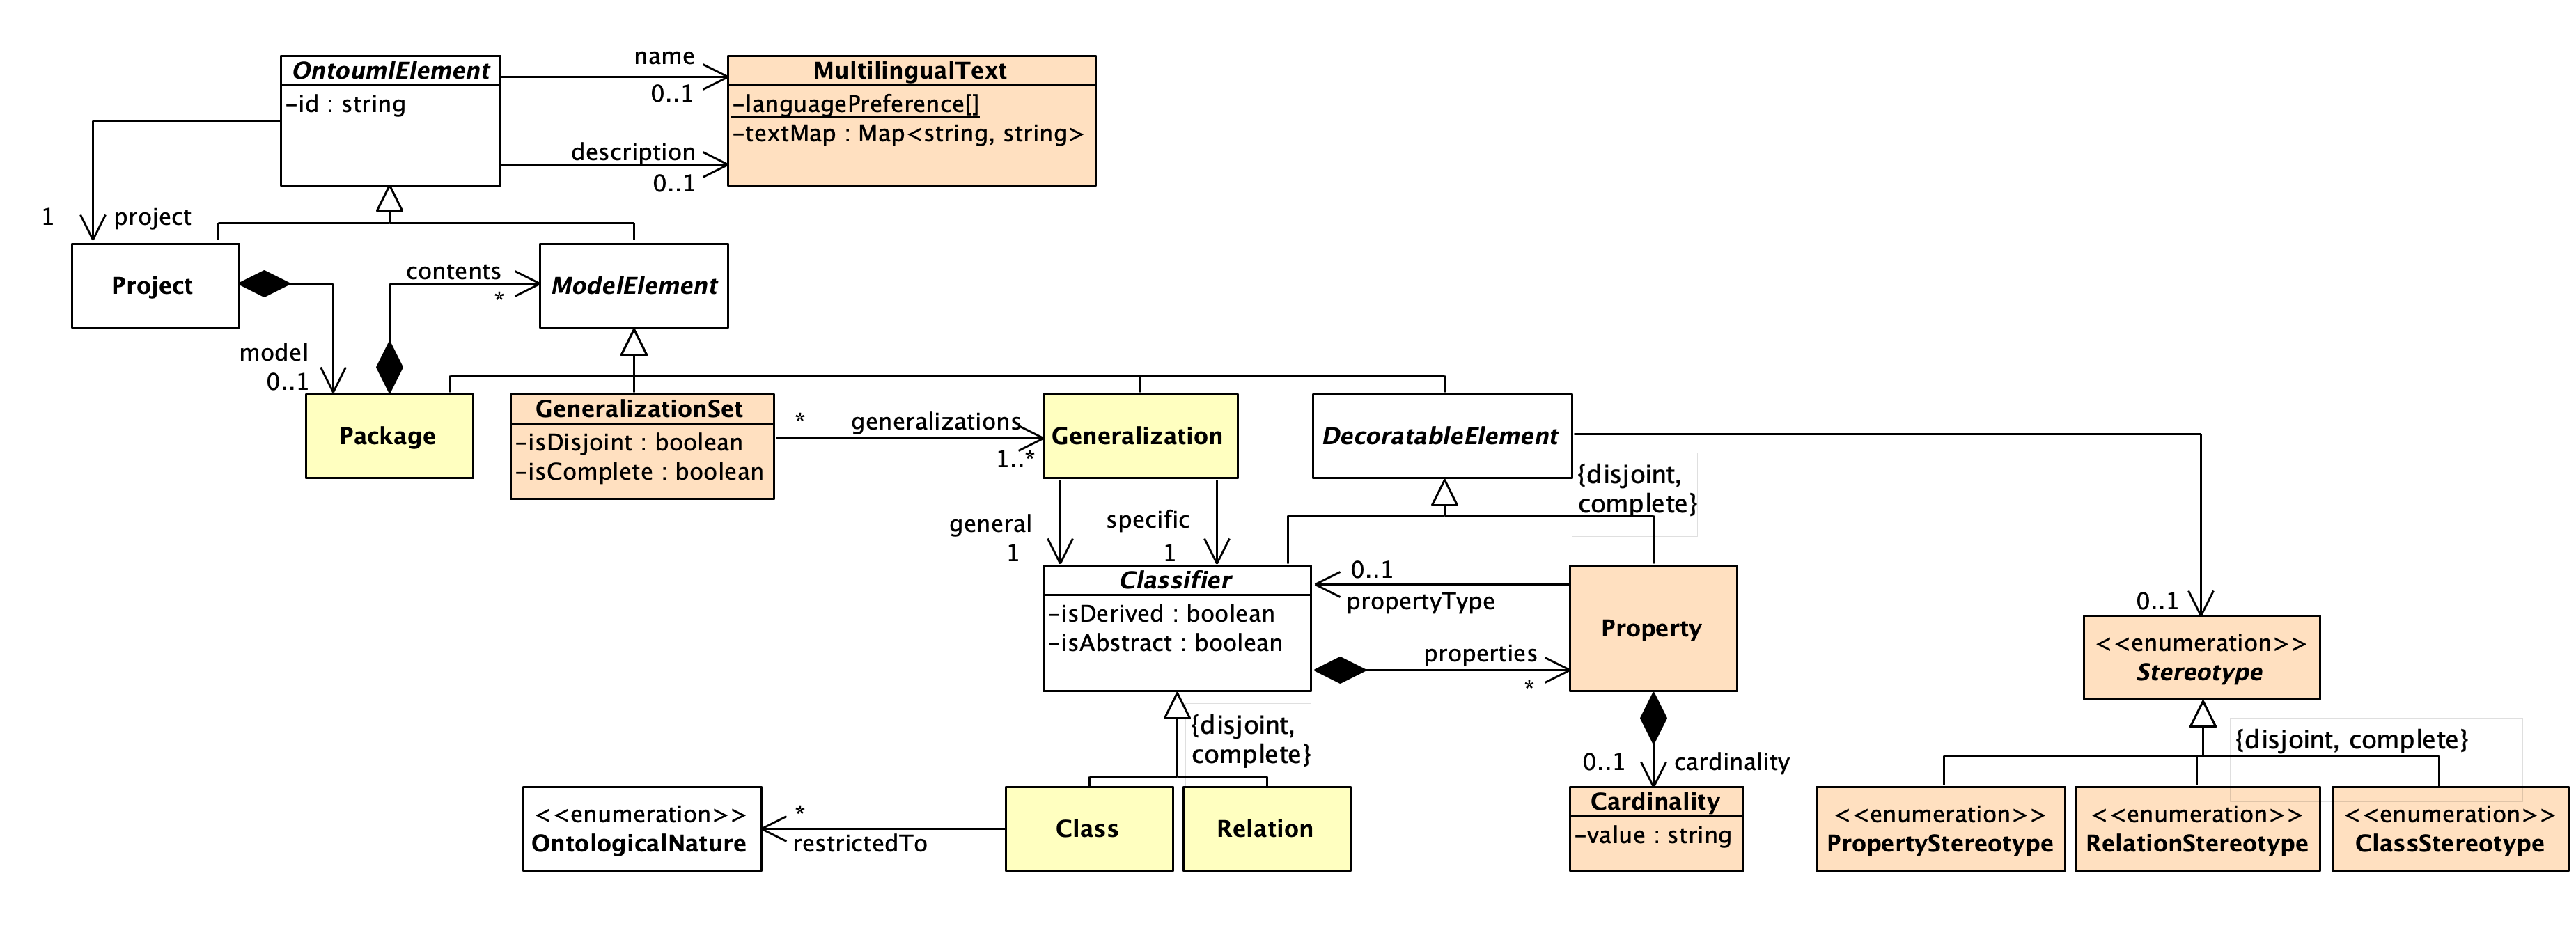 name
OntoumlElement
MultilingualText
0..1
-id : string
-languagePreference[]
-textMap : Map<string, string>
description
0..1
1
project
contents
*
Project
ModelElement
model
0..1
GeneralizationSet
*
generalizations
Package
-isDisjoint : boolean
Generalization
DecoratableElement
1..*
-isComplete : boolean
{disjoint,
complete}
general
specific
1
1
0..1
Classifier
propertyType
-isDerived : boolean
-isAbstract : boolean
Property
0..1
properties
*
<<enumeration>>
Stereotype
{disjoint,
complete}
0..1
cardinality
{disjoint, complete}
<<enumeration>>
OntologicalNature
*
restrictedTo
Class
Relation
Cardinality
-value : string
<<enumeration>>
PropertyStereotype
<<enumeration>>
RelationStereotype
<<enumeration>>
ClassStereotype